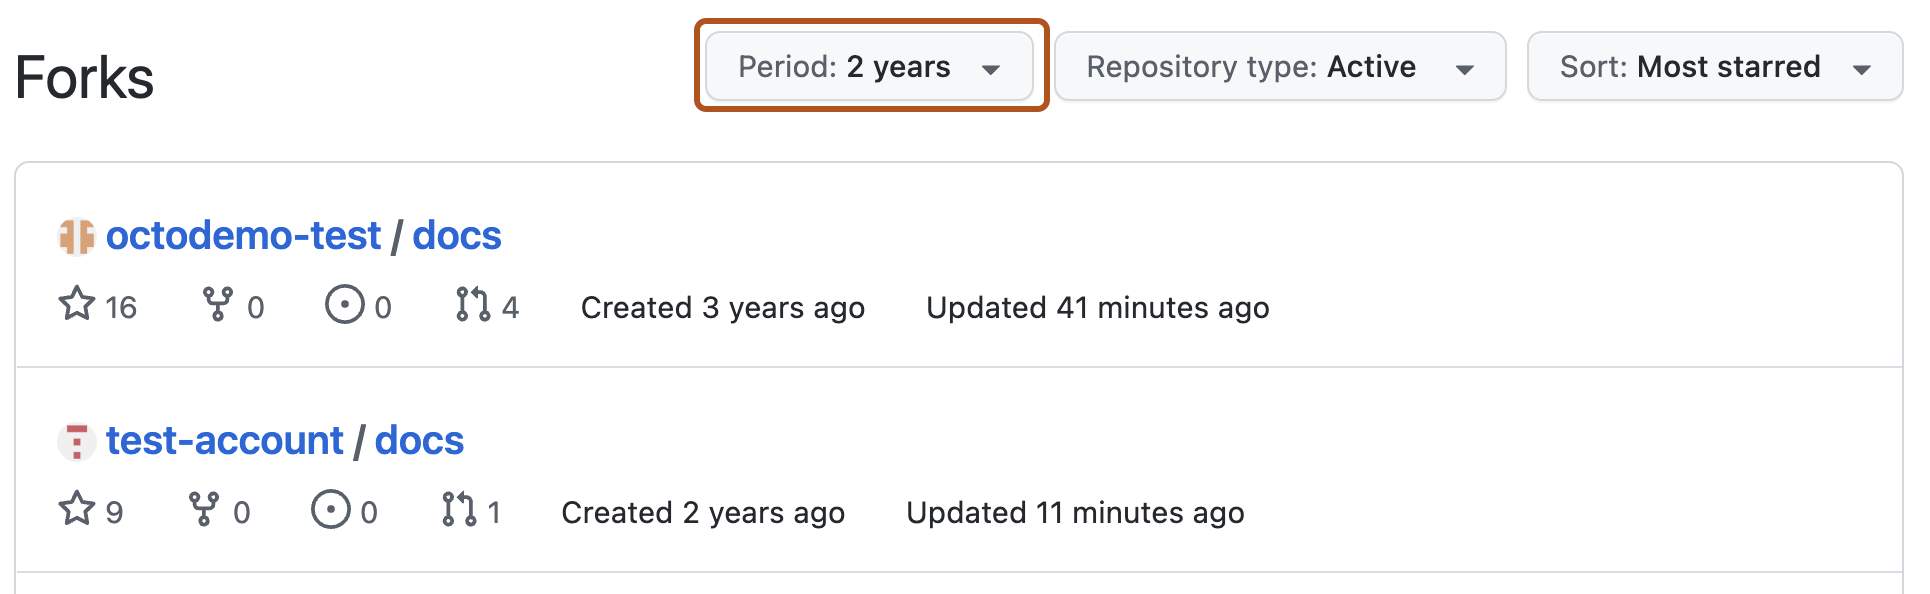 Forks
Period: 2 years
Repository type: Active
Sort: Most starred
octodemo-test / docs
16 0 0 4 Created 3 years ago Updated 41 minutes ago
test-account / docs
9 0 0 1 Created 2 years ago Updated 11 minutes ago